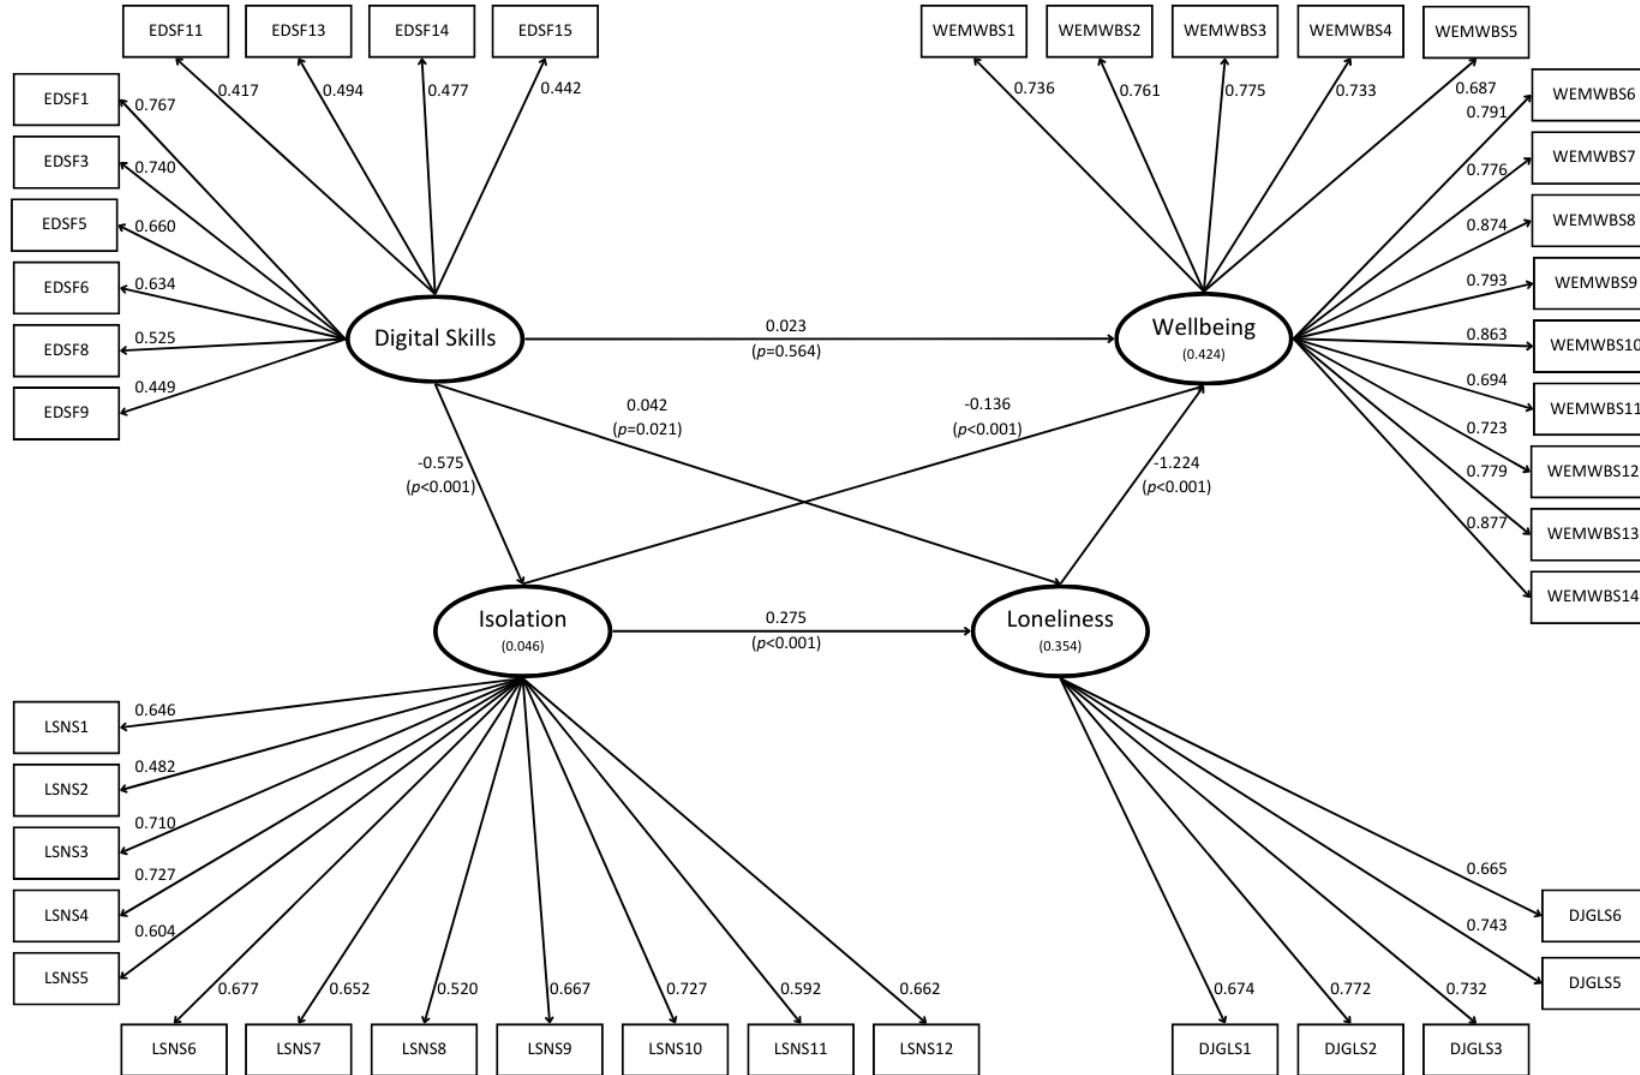 EDSF11
EDSF13
EDSF14
EDSF15
WEMWBS1
WEMWBS2
WEMWBS3
WEMWBS4
WEMWBS5
0.417
0.494
0.477
0.442
0.736
0.761
0.775
0.733
0.687
EDSF1
0.767
EDSF3
0.740
EDSF5
0.660
EDSF6
0.634
EDSF8
0.525
EDSF9
0.449
0.791
WEMWBS6
0.776
WEMWBS7
0.874
WEMWBS8
0.793
WEMWBS9
0.863
WEMWBS10
0.694
WEMWBS11
0.723
WEMWBS12
0.779
WEMWBS13
0.877
WEMWBS14
Digital Skills
0.023
(p=0.564)
Wellbeing
(0.424)
0.042
(p=0.021)
-0.136
(p<0.001)
-0.575
(p<0.001)
-1.224
(p<0.001)
Isolation
(0.046)
0.275
(p<0.001)
Loneliness
(0.354)
0.646
LSNS1
0.482
LSNS2
0.710
LSNS3
0.727
LSNS4
0.604
LSNS5
0.677
0.652
0.520
0.667
0.727
0.592
0.662
LSNS6
LSNS7
LSNS8
LSNS9
LSNS10
LSNS11
LSNS12
0.665
DJGLS6
0.743
DJGLS5
0.674
0.772
0.732
DJGLS1
DJGLS2
DJGLS3